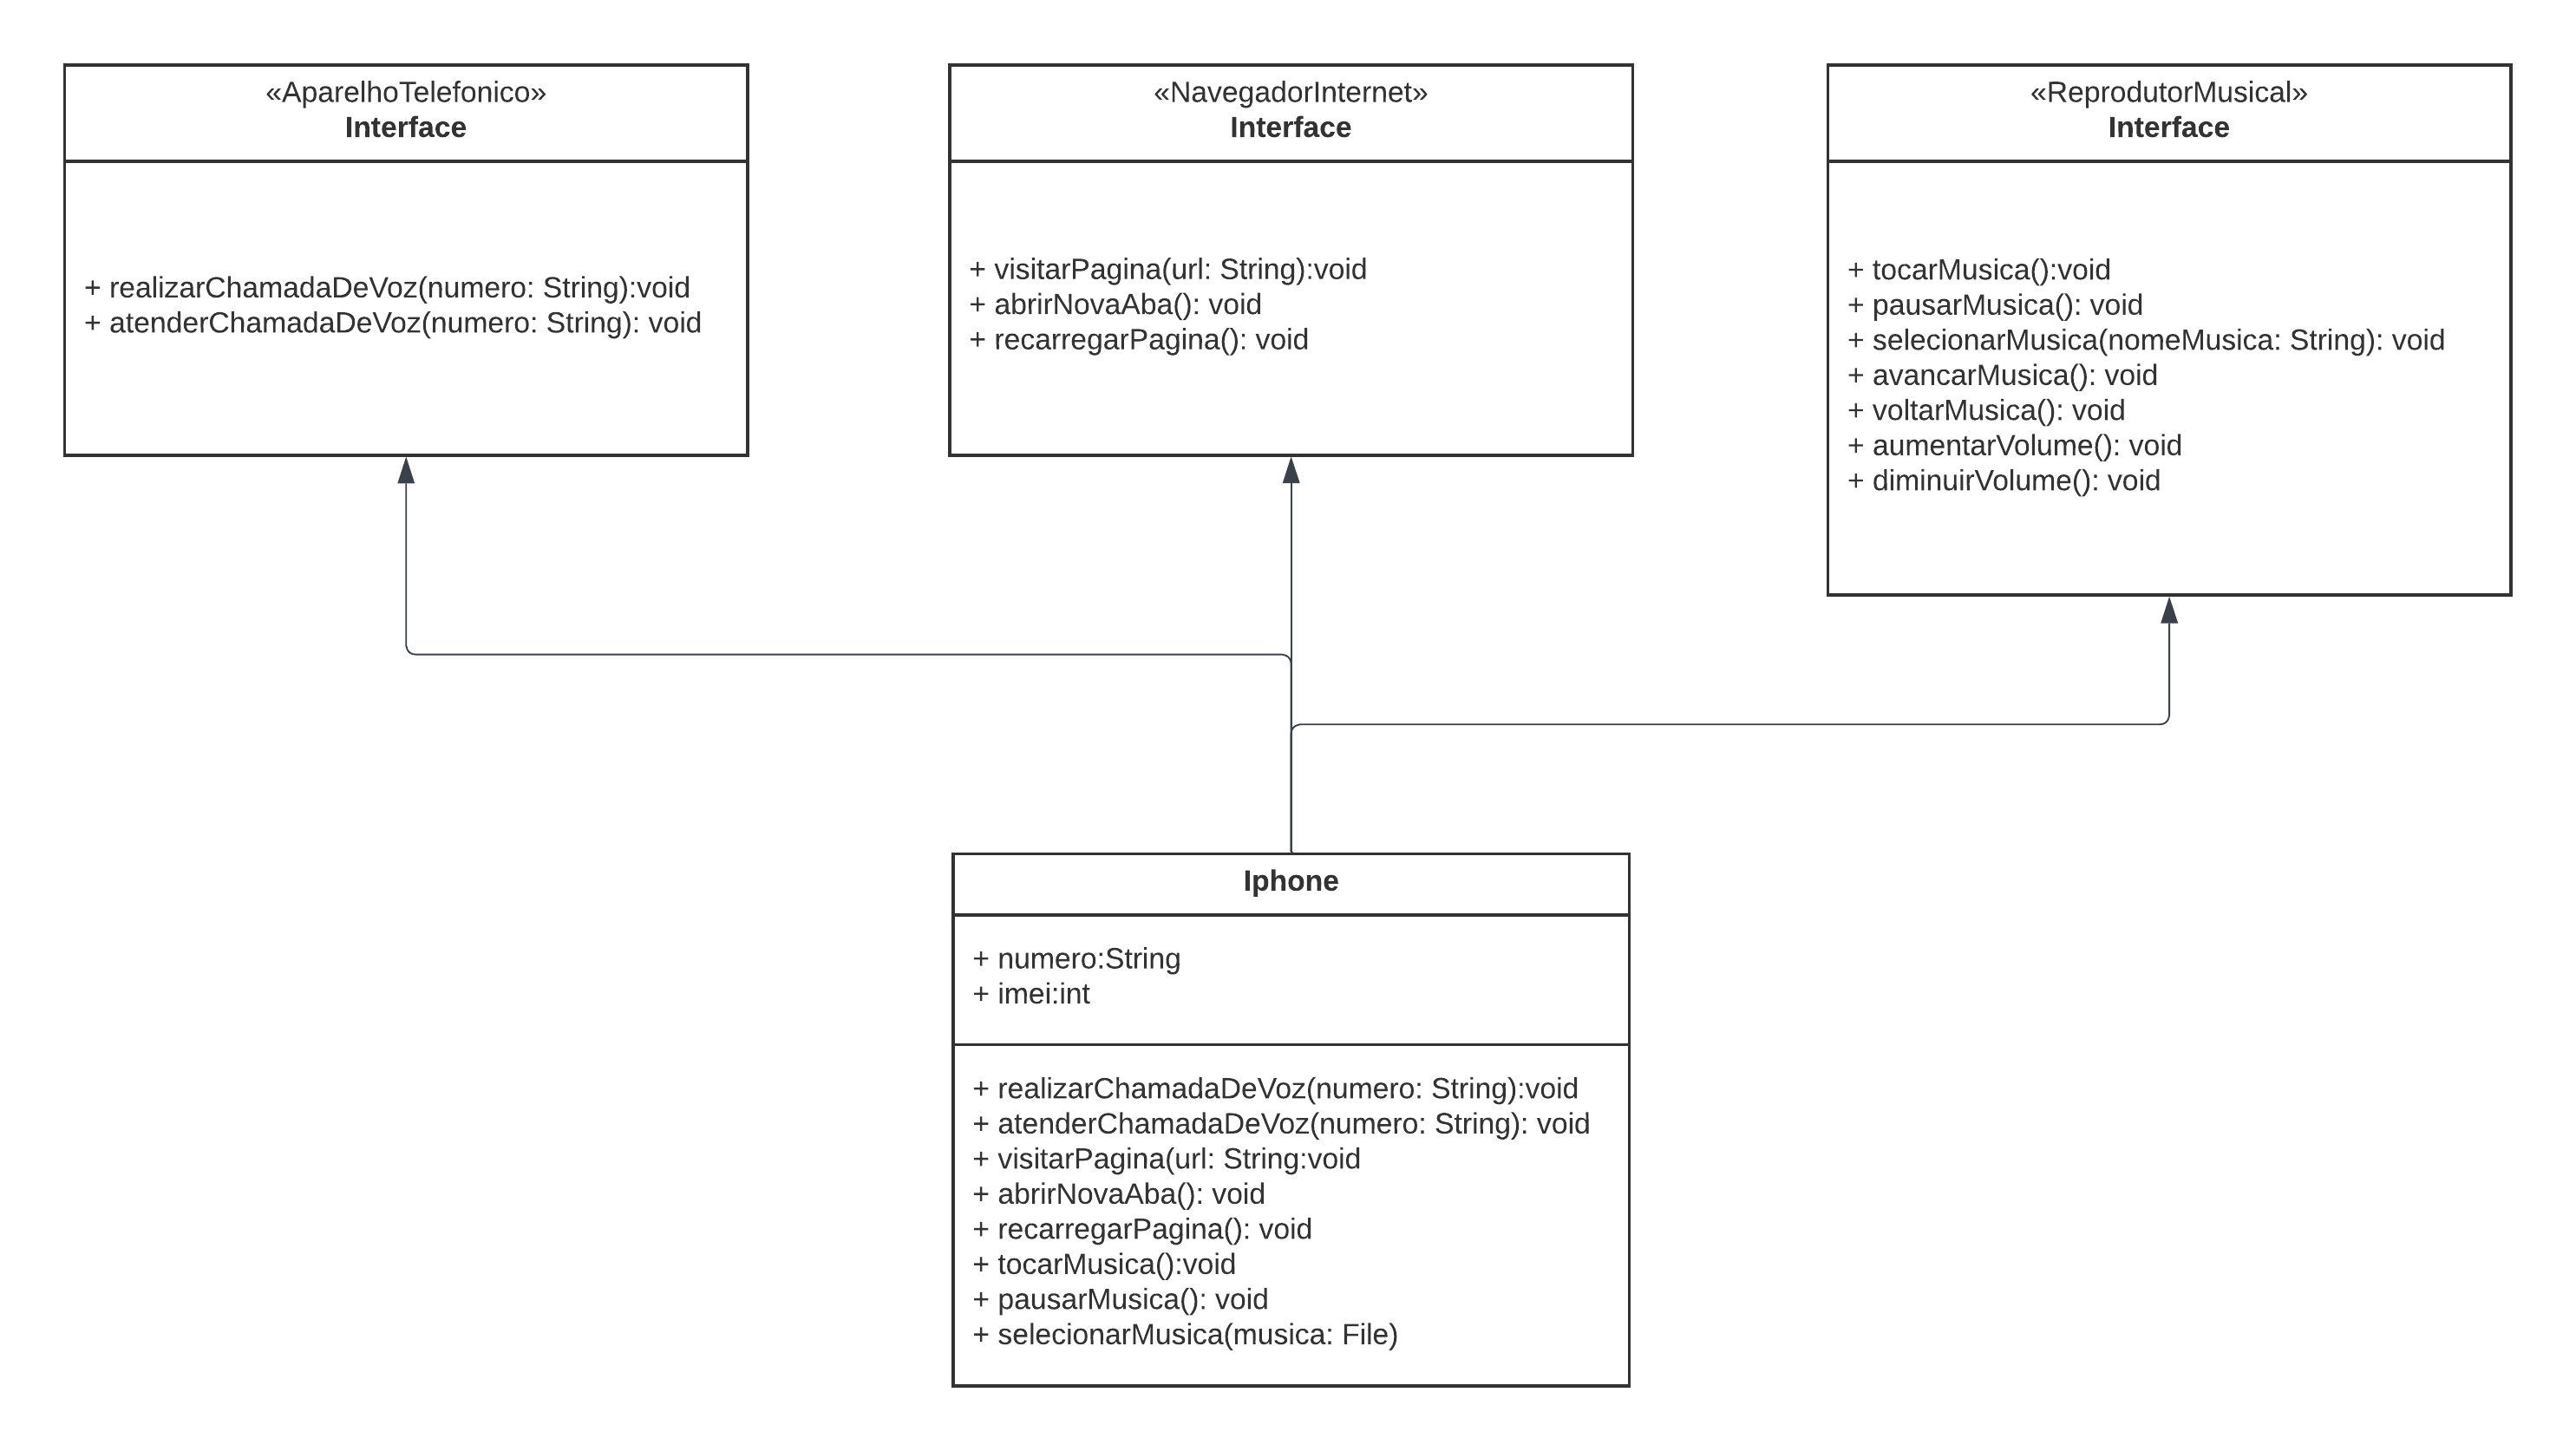 «AparelhoTelefonico»
Interface
+ realizarChamadaDeVoz(numero: String):void
+ atenderChamadaDeVoz(numero: String): void
«NavegadorInternet»
Interface
+ visitarPagina(url: String):void
+ abrirNovaAba(): void
+ recarregarPagina(): void
«ReprodutorMusical»
Interface
+ tocarMusica():void
+ pausarMusica(): void
+ selecionarMusica(nomeMusica: String): void
+ avancarMusica(): void
+ voltarMusica(): void
+ aumentarVolume(): void
+ diminuirVolume(): void
Iphone
+ numero:String
+ imei:int
+ realizarChamadaDeVoz(numero: String):void
+ atenderChamadaDeVoz(numero: String): void
+ visitarPagina(url: String:void
+ abrirNovaAba(): void
+ recarregarPagina(): void
+ tocarMusica():void
+ pausarMusica(): void
+ selecionarMusica(musica: File)